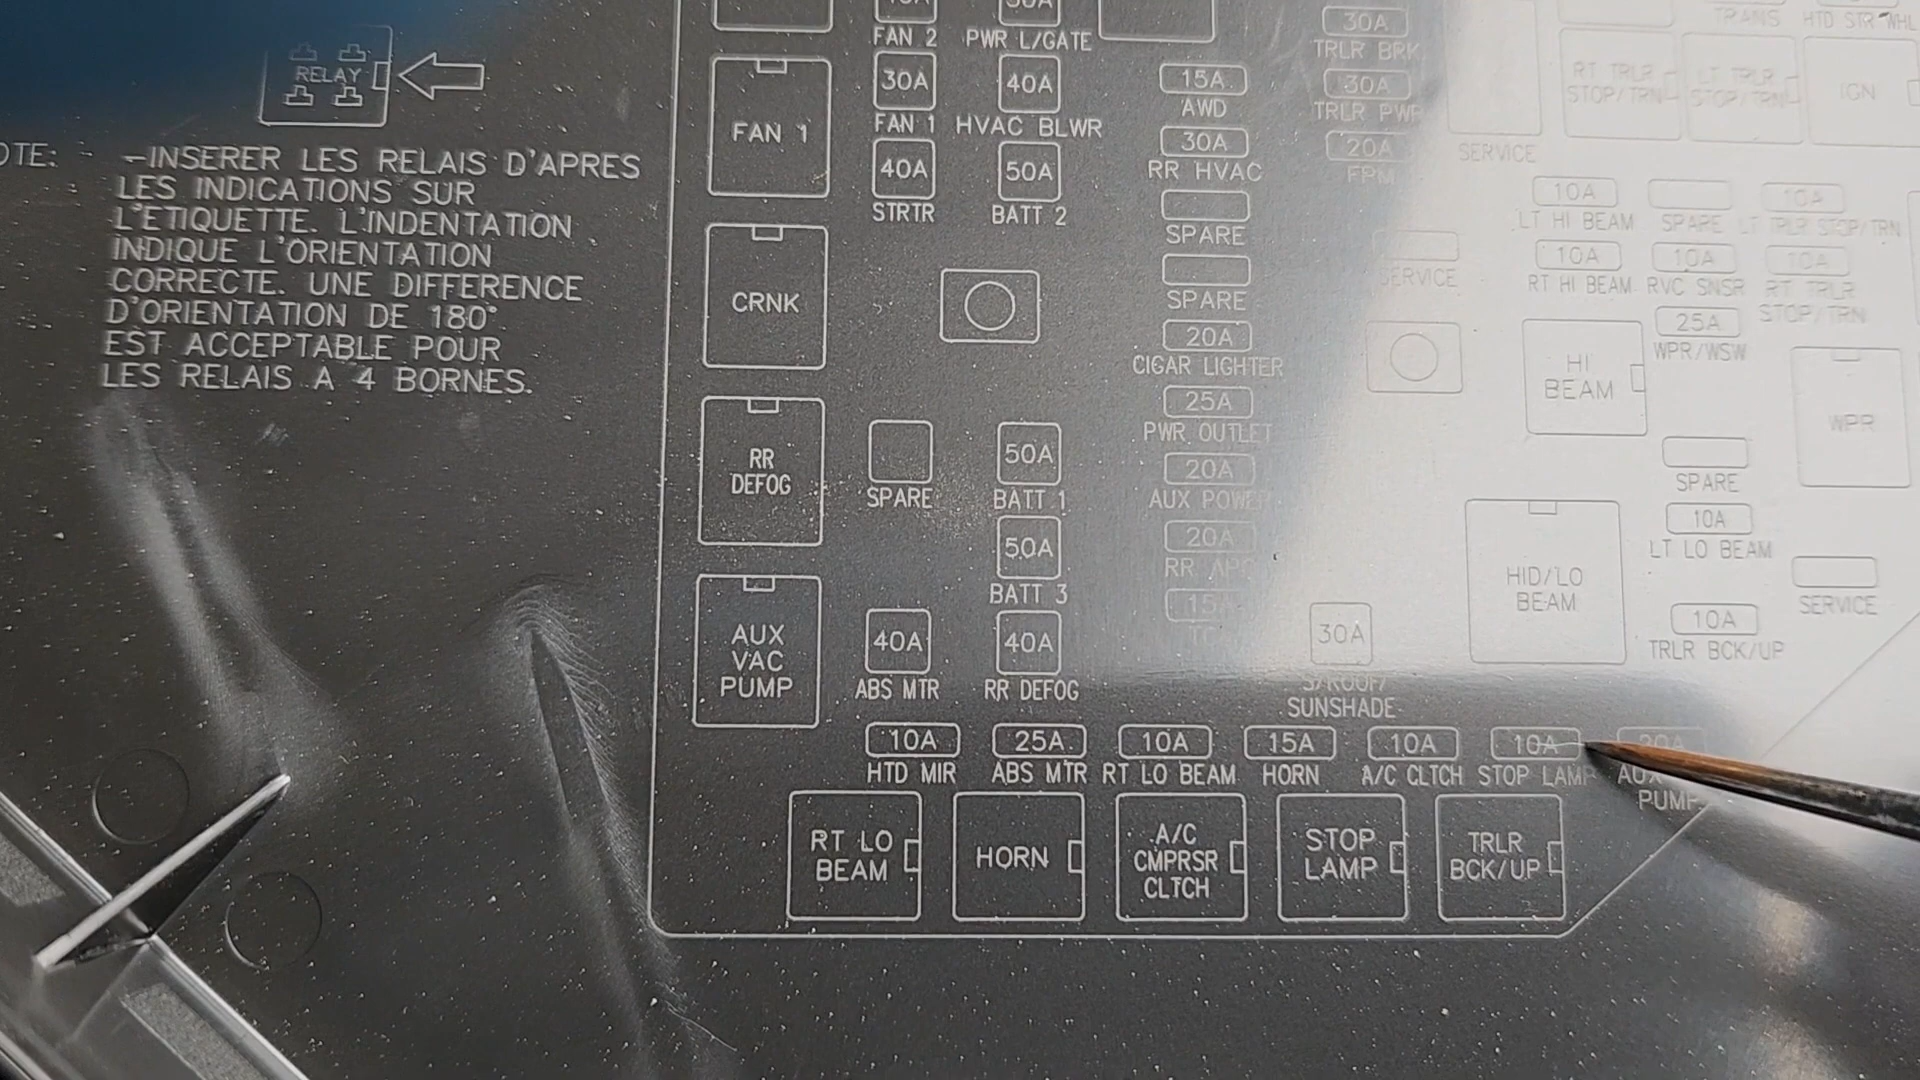 RELAY
OTE: -INSERER LES RELAIS D'APRES
LES INDICATIONS SUR
L'ETIQUETTE. L'INDENTATION
INDIQUE L'ORIENTATION
CORRECTE. UNE DIFFERENCE
D'ORIENTATION DE 180°
EST ACCEPTABLE POUR
LES RELAIS A 4 BORNES.
FAN 2
PWR L/GATE
30A
TRLR BRK
TRANS
HTD STR WHL
FAN 1
30A
FAN 1
40A
HVAC BLWR
15A
AWD
30A
TRLR PWR
RT TRLR
STOP/TRN
LT TRLR
STOP/TRN
IGN
40A
STRTR
50A
BATT 2
30A
RR HVAC
20A
FPM
SERVICE
SPARE
10A
LT HI BEAM
SPARE
10A
LT TRLR STOP/TRN
CRNK
SPARE
SERVICE
10A
RT HI BEAM
10A
RVC SNSR
10A
RT TRLR
STOP/TRN
20A
CIGAR LIGHTER
HI
BEAM
25A
WPR/WSW
WPR
25A
PWR OUTLET
RR
DEFOG
SPARE
50A
BATT 1
20A
AUX POWER
SPARE
10A
LT LO BEAM
50A
BATT 3
20A
RR APO
HID/LO
BEAM
SERVICE
AUX
VAC
PUMP
40A
ABS MTR
40A
RR DEFOG
15A
30A
S/ROOF/
SUNSHADE
10A
TRLR BCK/UP
10A
HTD MIR
25A
ABS MTR
10A
RT LO BEAM
15A
HORN
10A
A/C CLTCH
10A
STOP LAMP
20A
AUX
PUMP
RT LO
BEAM
HORN
A/C
CMPRSR
CLTCH
STOP
LAMP
TRLR
BCK/UP